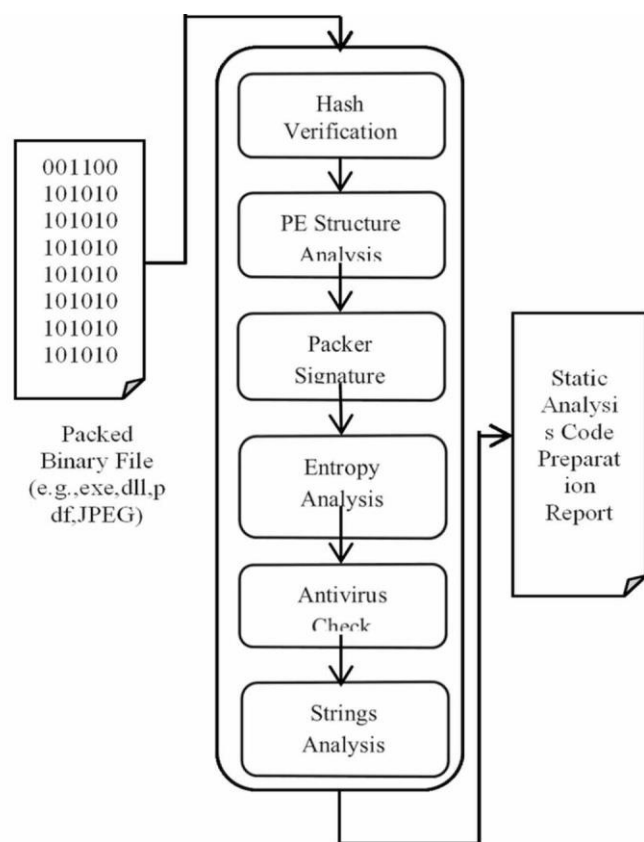 001100
101010
101010
101010
101010
101010
101010
101010
Packed
Binary File
(e.g.,exe,dll,p
df,JPEG)
Hash
Verification
PE Structure
Analysis
Packer
Signature
Entropy
Analysis
Antivirus
Check
Strings
Analysis
Static
Analysi
s Code
Preparat
ion
Report